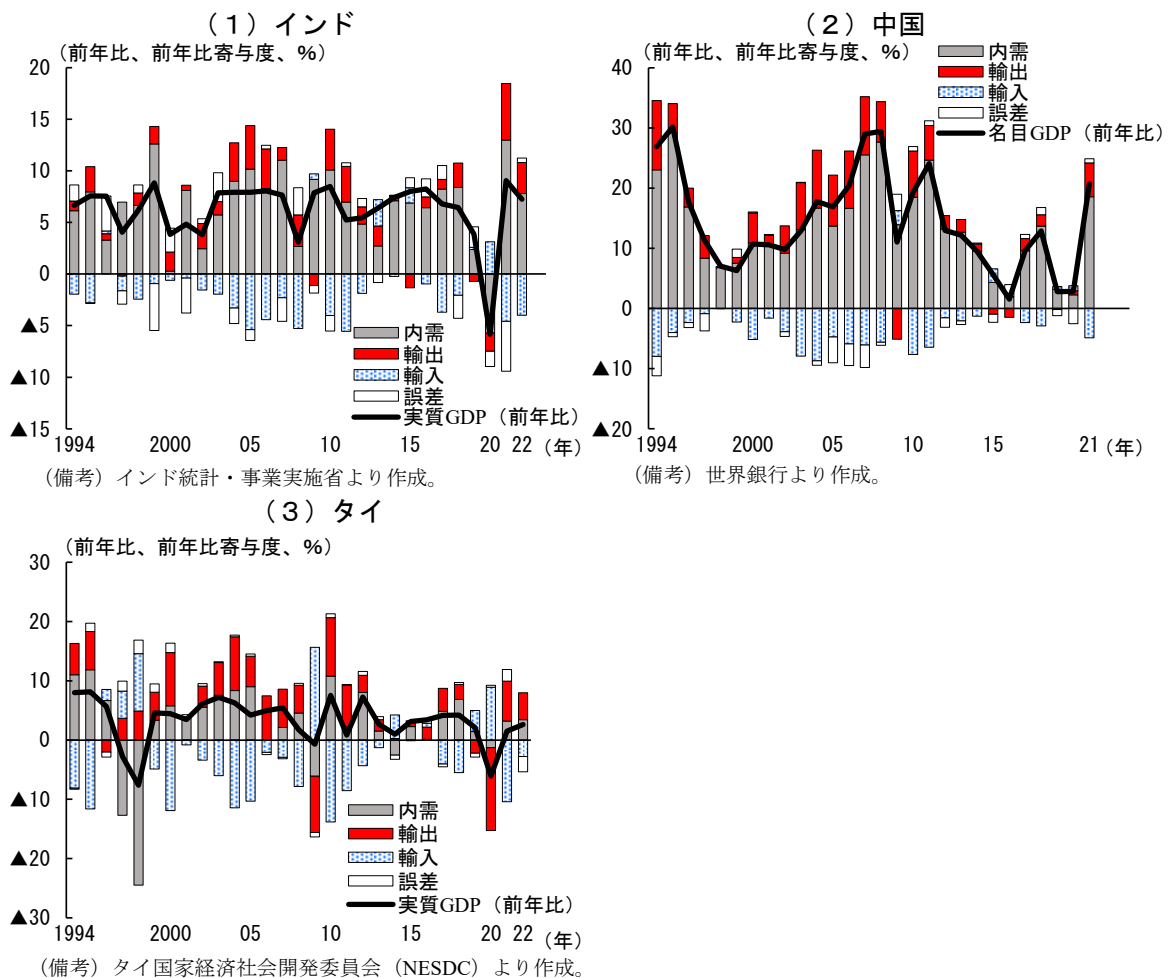 （１）インド
（前年比、前年比寄与度、%）
20
15
10
5
0
▲5
▲10
▲15
内需
輸出
輸入
誤差
実質GDP（前年比）
1994 2000 05 10 15 20 22 （年）
（備考）インド統計・事業実施省より作成。
（２）中国
（前年比、前年比寄与度、%）
40
30
20
10
0
▲10
▲20
内需
輸出
輸入
誤差
名目GDP（前年比）
1994 2000 05 10 15 21 （年）
（備考）世界銀行より作成。
（３）タイ
（前年比、前年比寄与度、%）
30
20
10
0
▲10
▲20
▲30
内需
輸出
輸入
誤差
実質GDP（前年比）
1994 2000 05 10 15 20 22 （年）
（備考）タイ国家経済社会開発委員会（NESDC）より作成。